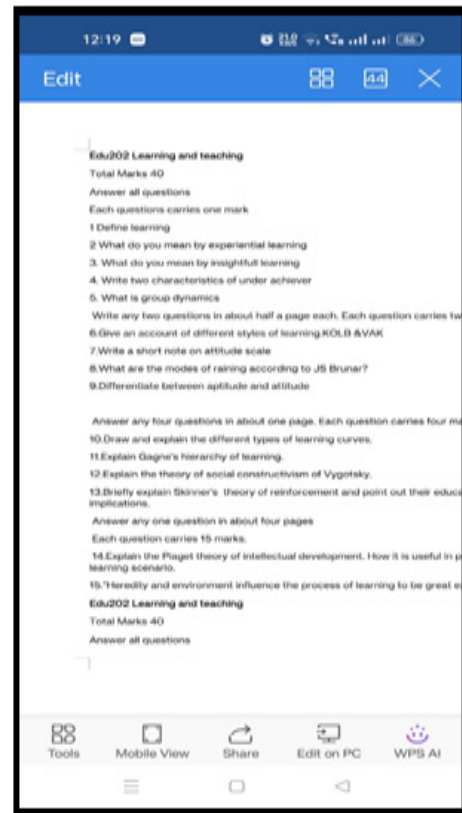 12:19
Edit
44
Edu202 Learning and teaching
Total Marks 40
Answer all questions
Each questions carries one mark
1 Define learning
2 What do you mean by experiential learning
3. What do you mean by insightfull learning
4. Write two characteristics of under achiever
5. What is group dynamics
Write any two questions in about half a page each. Each question carries tw
6.Give an account of different styles of learning.KOLB &VAK
7.Write a short note on attitude scale
8.What are the modes of raining according to JS Brunar?
9.Differentiate between aptitude and attitude
Answer any four questions in about one page. Each question carries four ma
10.Draw and explain the different types of learning curves.
11.Explain Gagne's hierarchy of learning.
12.Explain the theory of social constructivism of Vygotsky.
13.Briefly explain Skinner's theory of reinforcement and point out their educa
implications.
Answer any one question in about four pages
Each question carries 15 marks.
14.Explain the Piaget theory of intellectual development. How it is useful in p
learning scenario.
15."Heredity and environment influence the process of learning to be great e
Edu202 Learning and teaching
Total Marks 40
Answer all questions
Tools Mobile View Share Edit on PC WPS AI